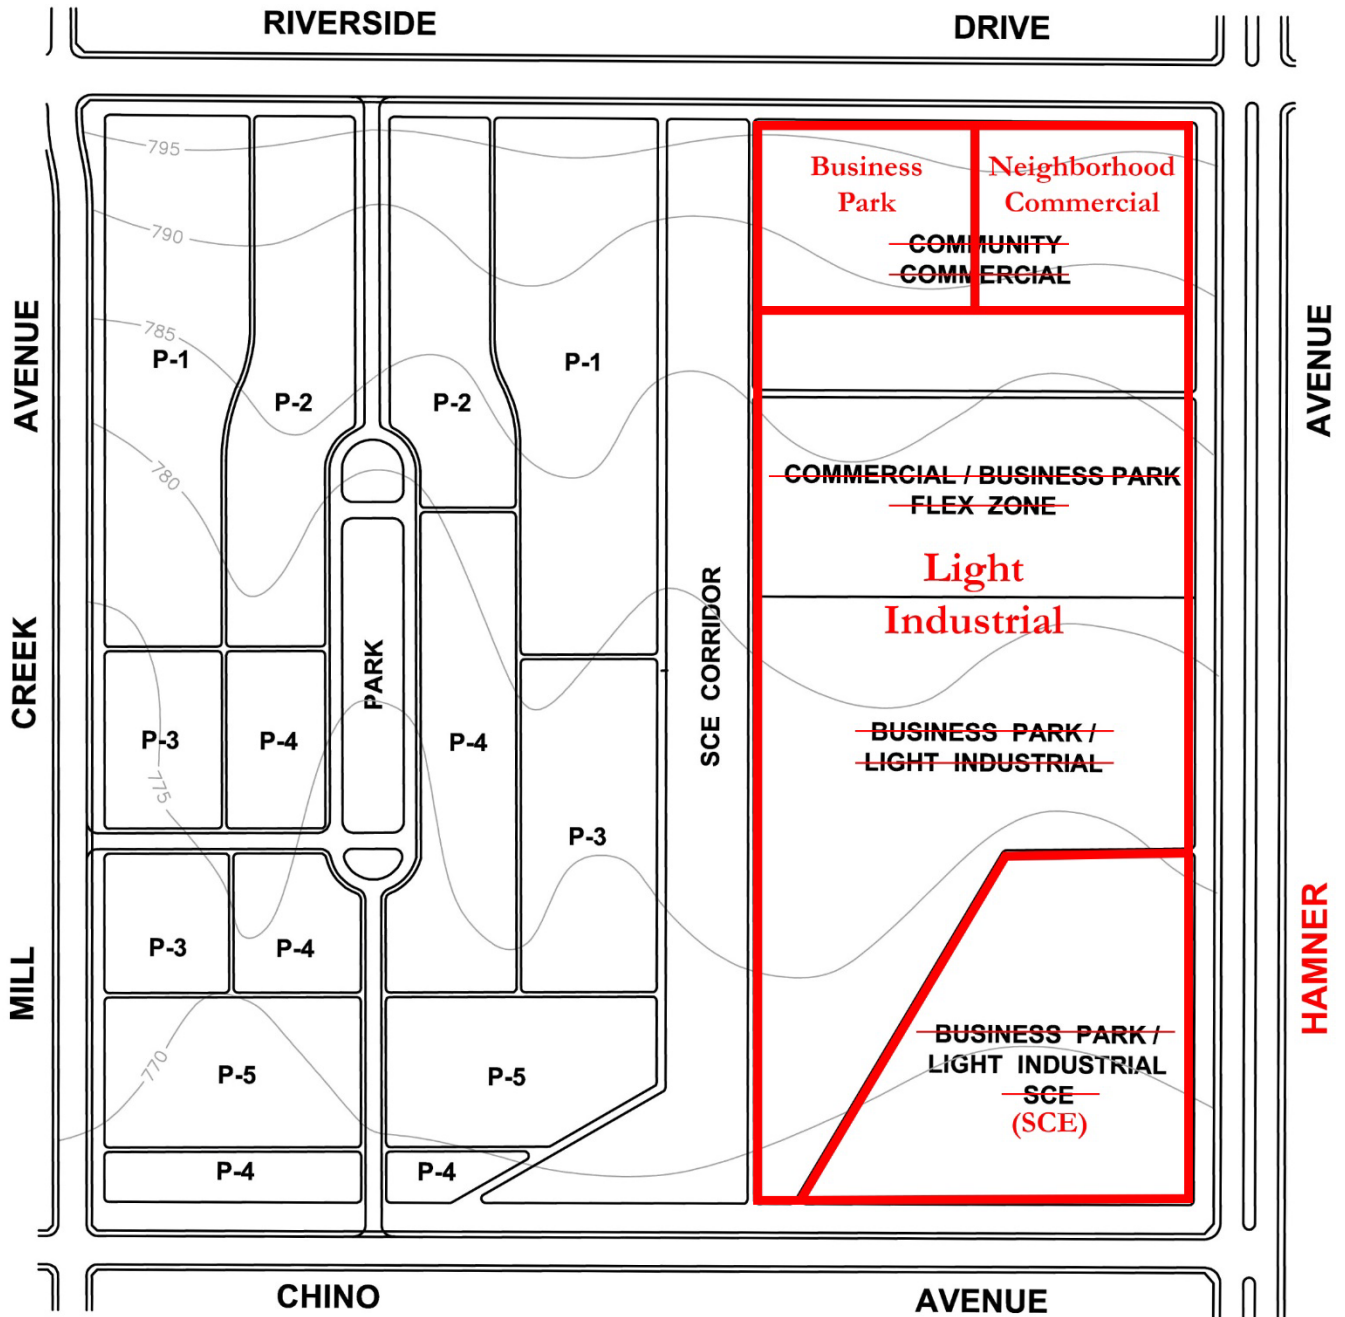 RIVERSIDE DRIVE
795
Business
Park
Neighborhood
Commercial
790
COMMUNITY
COMMERCIAL
785
P-1
P-2
P-2
P-1
AVENUE
AVENUE
780
COMMERCIAL / BUSINESS PARK
FLEX ZONE
Light
Industrial
CREEK
PARK
SCE CORRIDOR
P-3
P-4
P-4
BUSINESS PARK /
LIGHT INDUSTRIAL
775
P-3
P-3
P-4
MILL
HAMNER
770
P-5
P-5
BUSINESS PARK /
LIGHT INDUSTRIAL
SCE
(SCE)
P-4
P-4
CHINO AVENUE